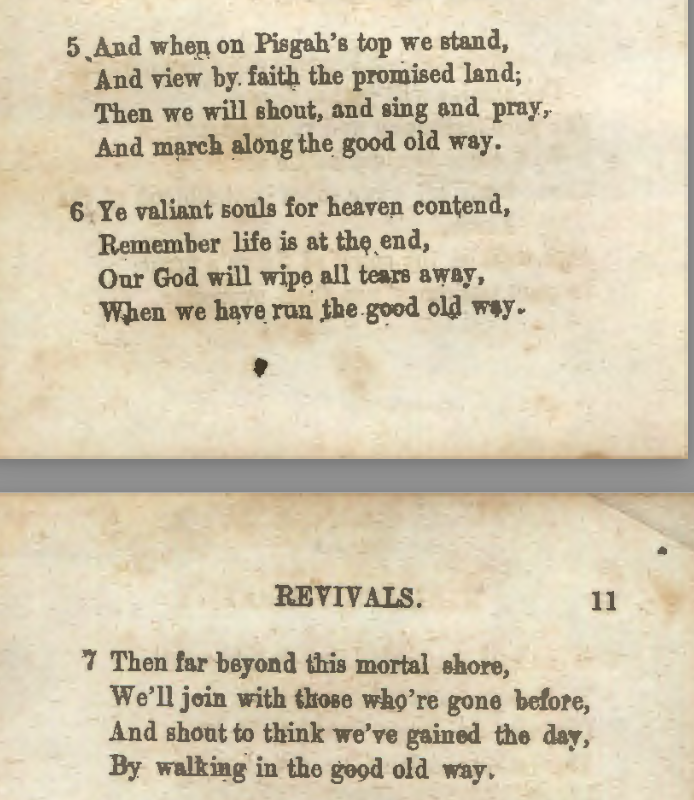 5 And when on Pisgah's top we stand,
And view by faith the promised land;
Then we will shout, and sing and pray,
And march along the good old way.
6 Ye valiant souls for heaven contend,
Remember life is at the end,
Our God will wipe all tears away,
When we have run the good old way.
REVIVALS. 11
7 Then far beyond this mortal shore,
We'll join with those who're gone before,
And shout to think we've gained the day,
By walking in the good old way.